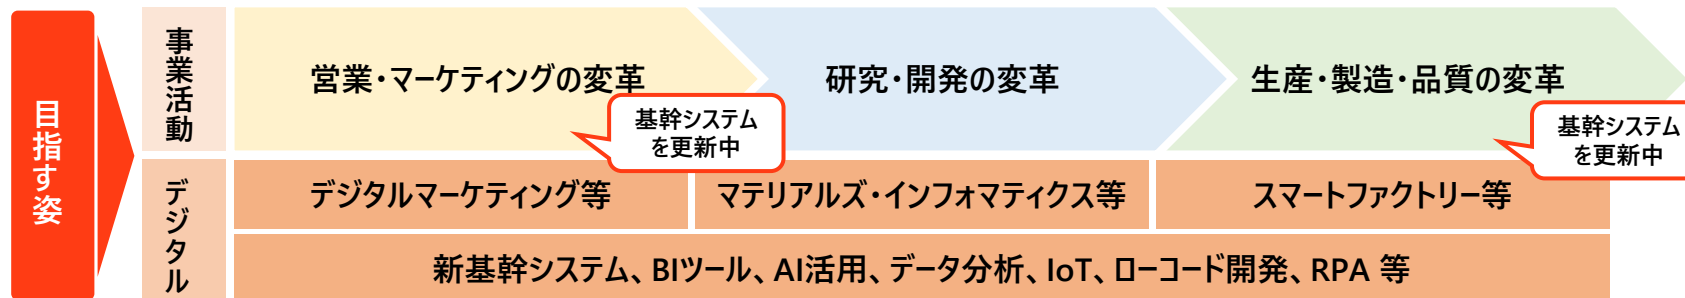 目指す姿
事業活動
営業・マーケティングの変革
研究・開発の変革
生産・製造・品質の変革
基幹システム
を更新中
基幹システム
を更新中
デジタル
デジタルマーケティング等
マテリアルズ・インフォマティクス等
スマートファクトリー等
新基幹システム、BIツール、AI活用、データ分析、IoT、ローコード開発、RPA 等